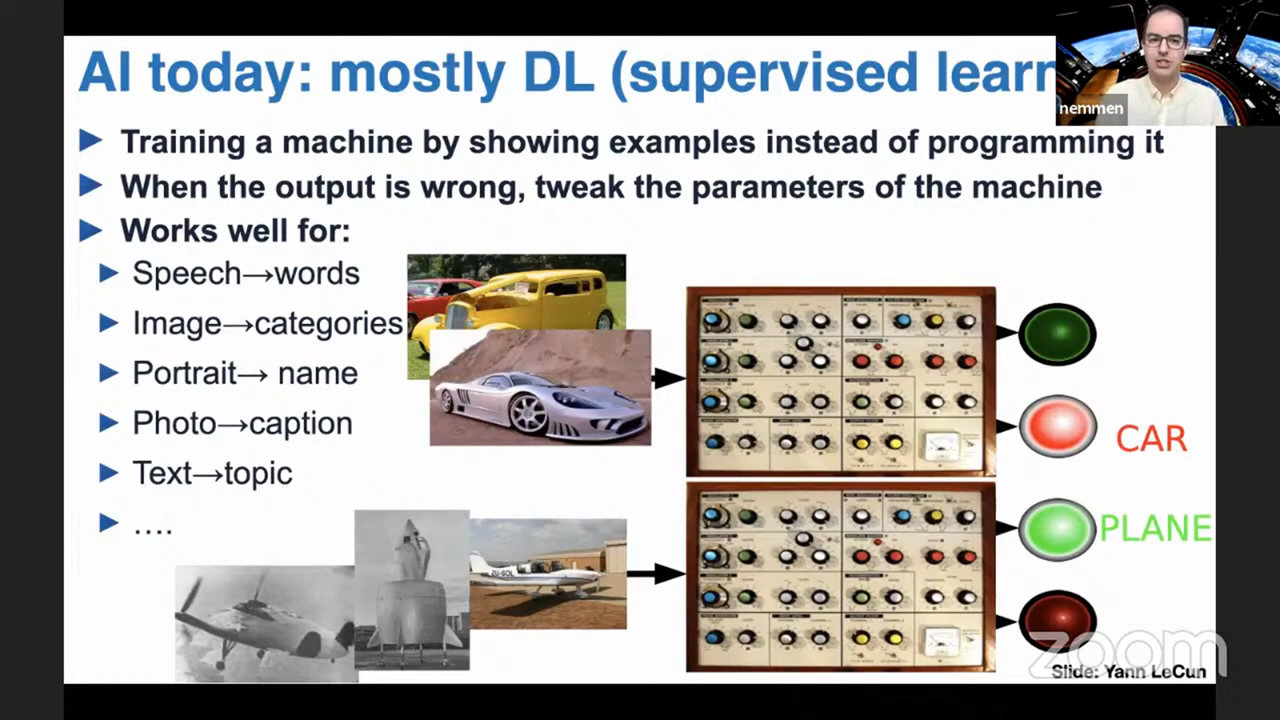 AI today: mostly DL (supervised learn
nemmen
Training a machine by showing examples instead of programming it
When the output is wrong, tweak the parameters of the machine
Works well for:
Speech→words
Image→categories
Portrait→ name
Photo→caption
Text→topic
....
CAR
PLANE
ZU-SOL
zoom
Slide: Yann LeCun